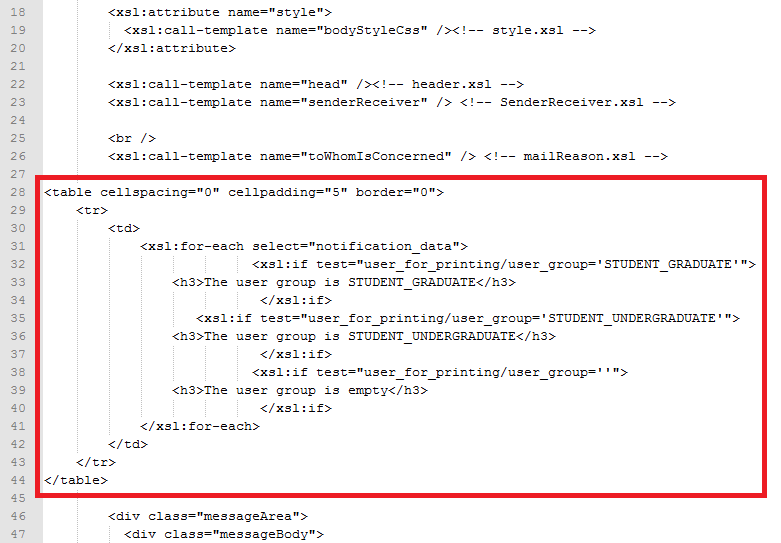 18 <xsl:attribute name="style">
19 <xsl:call-template name="bodyStyleCss" /><!-- style.xsl -->
20 </xsl:attribute>
21
22 <xsl:call-template name="head" /><!-- header.xsl -->
23 <xsl:call-template name="senderReceiver" /> <!-- SenderReceiver.xsl -->
24
25 <br />
26 <xsl:call-template name="toWhomIsConcerned" /> <!-- mailReason.xsl -->
27
28 <table cellspacing="0" cellpadding="5" border="0">
29 <tr>
30 <td>
31 <xsl:for-each select="notification_data">
32 <xsl:if test="user_for_printing/user_group='STUDENT_GRADUATE'">
33 <h3>The user group is STUDENT_GRADUATE</h3>
34 </xsl:if>
35 <xsl:if test="user_for_printing/user_group='STUDENT_UNDERGRADUATE'">
36 <h3>The user group is STUDENT_UNDERGRADUATE</h3>
37 </xsl:if>
38 <xsl:if test="user_for_printing/user_group=''">
39 <h3>The user group is empty</h3>
40 </xsl:if>
41 </xsl:for-each>
42 </td>
43 </tr>
44 </table>
45
46 <div class="messageArea">
47 <div class="messageBody">